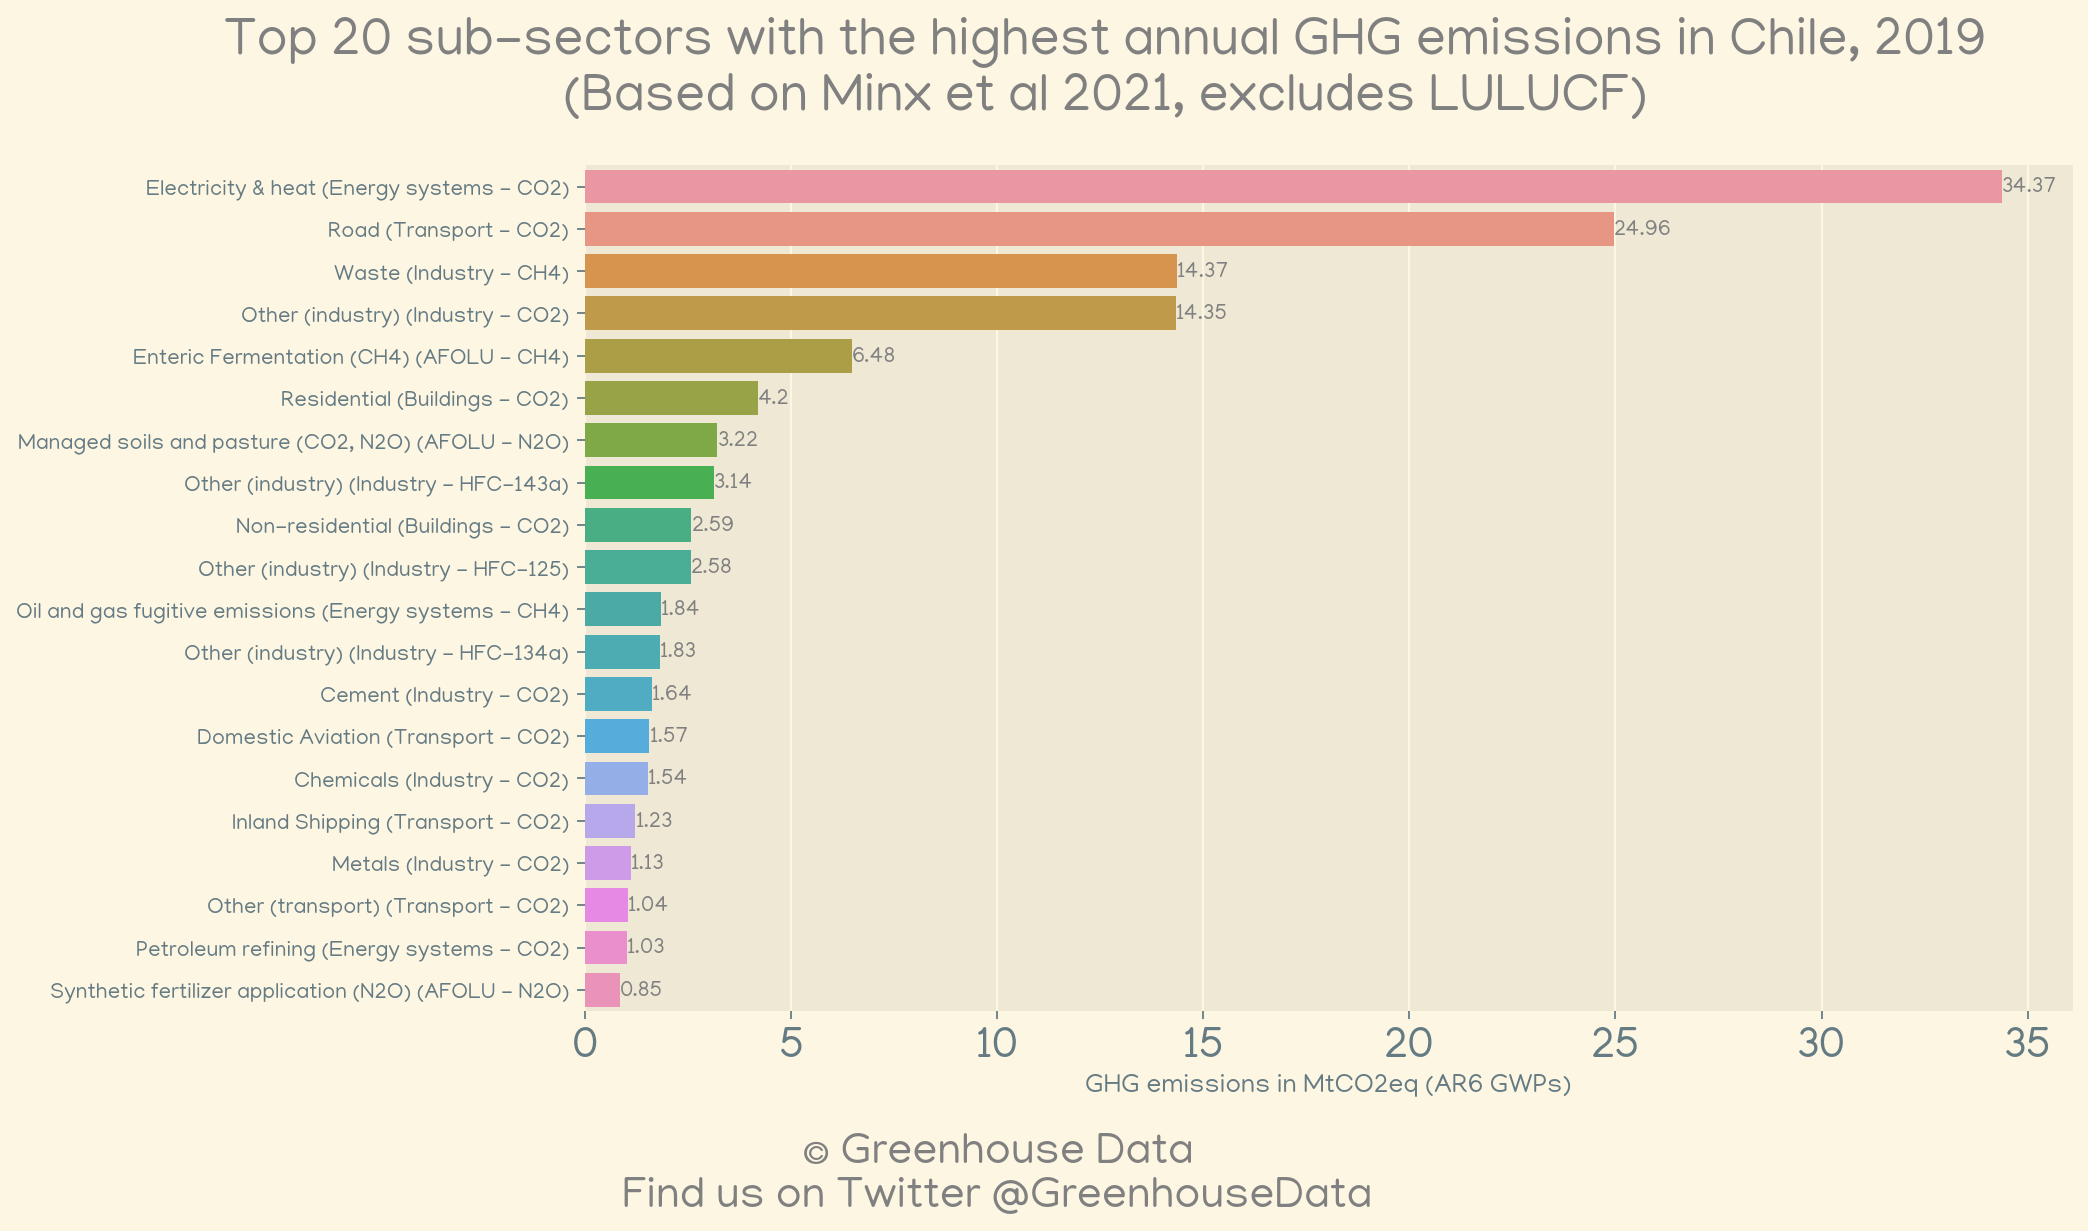 Top 20 sub-sectors with the highest annual GHG emissions in Chile, 2019
(Based on Minx et al 2021, excludes LULUCF)
Electricity & heat (Energy systems - CO2) 34.37
Road (Transport - CO2) 24.96
Waste (Industry - CH4) 14.37
Other (industry) (Industry - CO2) 14.35
Enteric Fermentation (CH4) (AFOLU - CH4) 6.48
Residential (Buildings - CO2) 4.2
Managed soils and pasture (CO2, N2O) (AFOLU - N2O) 3.22
Other (industry) (Industry - HFC-143a) 3.14
Non-residential (Buildings - CO2) 2.59
Other (industry) (Industry - HFC-125) 2.58
Oil and gas fugitive emissions (Energy systems - CH4) 1.84
Other (industry) (Industry - HFC-134a) 1.83
Cement (Industry - CO2) 1.64
Domestic Aviation (Transport - CO2) 1.57
Chemicals (Industry - CO2) 1.54
Inland Shipping (Transport - CO2) 1.23
Metals (Industry - CO2) 1.13
Other (transport) (Transport - CO2) 1.04
Petroleum refining (Energy systems - CO2) 1.03
Synthetic fertilizer application (N2O) (AFOLU - N2O) 0.85
0 5 10 15 20 25 30 35
GHG emissions in MtCO2eq (AR6 GWPs)
© Greenhouse Data
Find us on Twitter @GreenhouseData